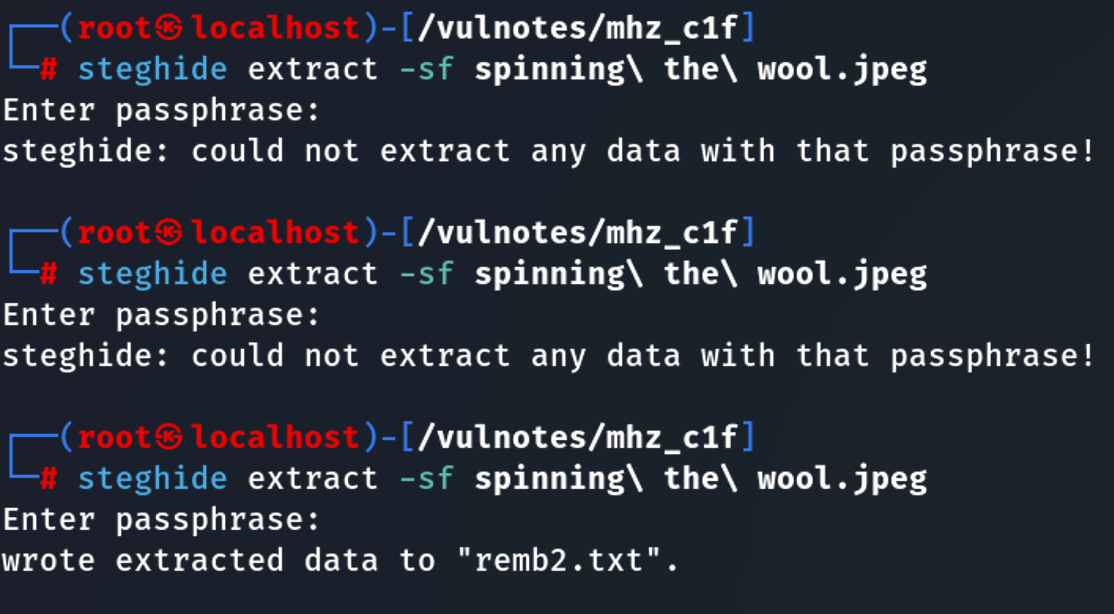 ┌──(root㉿localhost)-[/vulnotes/mhz_c1f]
└─# steghide extract -sf spinning\ the\ wool.jpeg
Enter passphrase:
steghide: could not extract any data with that passphrase!
┌──(root㉿localhost)-[/vulnotes/mhz_c1f]
└─# steghide extract -sf spinning\ the\ wool.jpeg
Enter passphrase:
steghide: could not extract any data with that passphrase!
┌──(root㉿localhost)-[/vulnotes/mhz_c1f]
└─# steghide extract -sf spinning\ the\ wool.jpeg
Enter passphrase:
wrote extracted data to "remb2.txt".